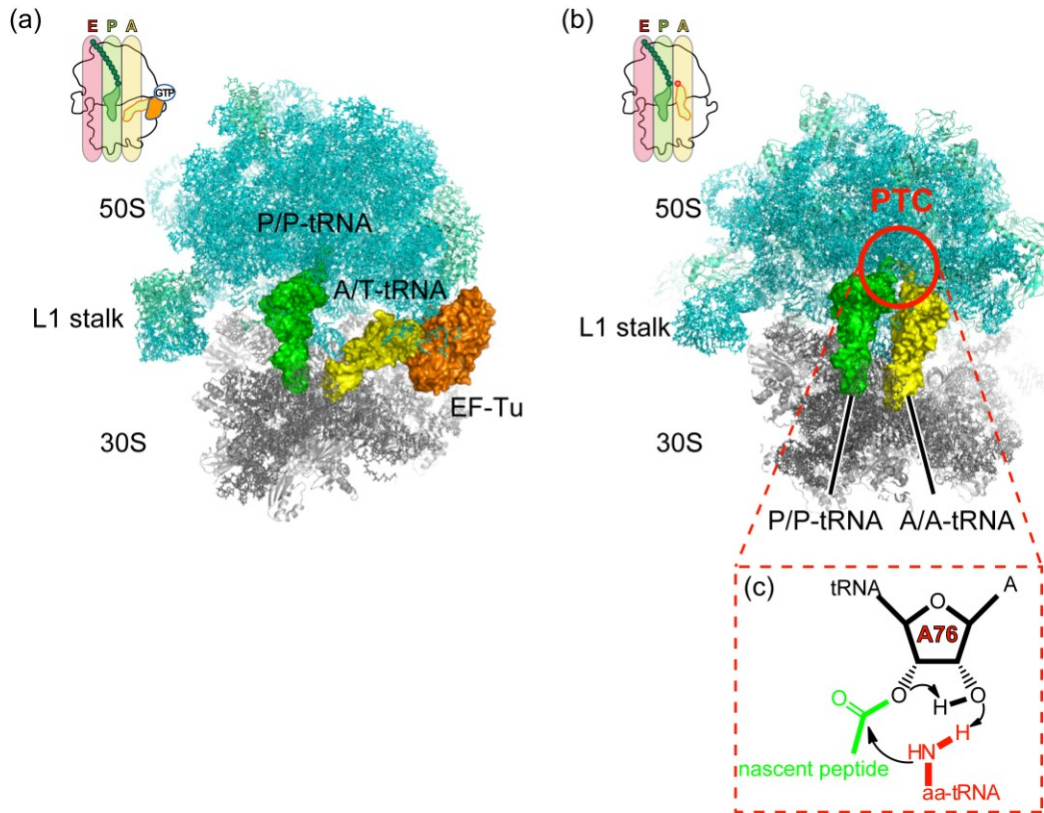 (a)
E P A
GTP
50S
P/P-tRNA
A/T-tRNA
L1 stalk
EF-Tu
30S
(b)
E P A
50S
PTC
L1 stalk
30S
P/P-tRNA
A/A-tRNA
(c)
tRNA
O
A
A76
O
O
H
O
H
HN
nascent peptide
aa-tRNA